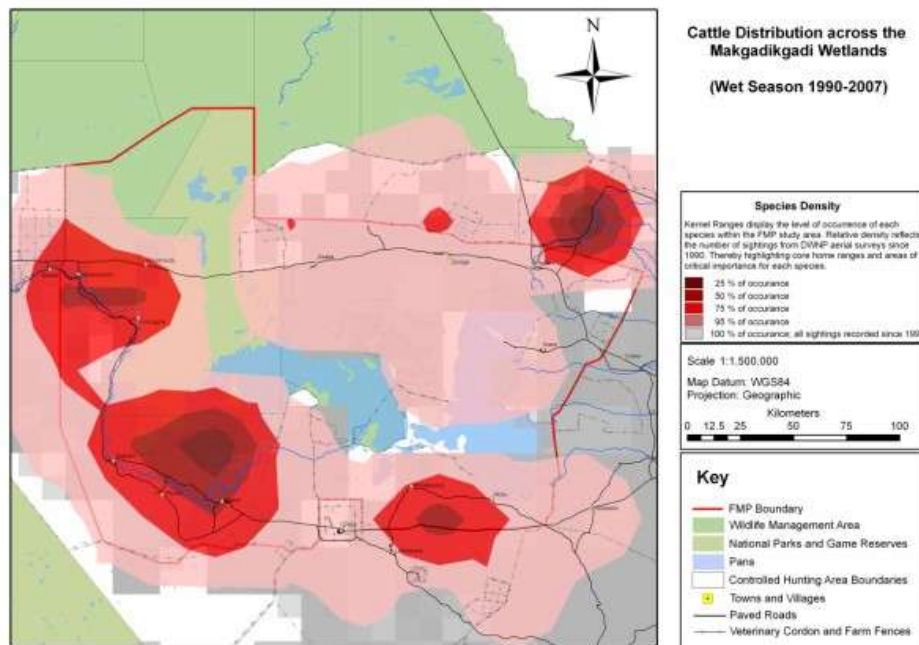 Cattle Distribution across the
Makgadikgadi Wetlands
(Wet Season 1990-2007)
N
Species Density
Kernel Ranges display the level of occurrence of each
species within the FMP study area. Relative density reflects
the number of sightings from DWNP aerial surveys since
1990. Thereby highlighting core home ranges and areas of
critical importance for each species.
25 % of occurance
50 % of occurance
75 % of occurance
95 % of occurance
100 % of occurance; all sightings recorded since 199
Scale 1:1.500.000
Map Datum: WGS84
Projection: Geographic
Kilometers
0 12.5 25 50 75 100
Key
FMP Boundary
Wildlife Management Area
National Parks and Game Reserves
Pans
Controlled Hunting Area Boundaries
Towns and Villages
Paved Roads
Veterinary Cordon and Farm Fences